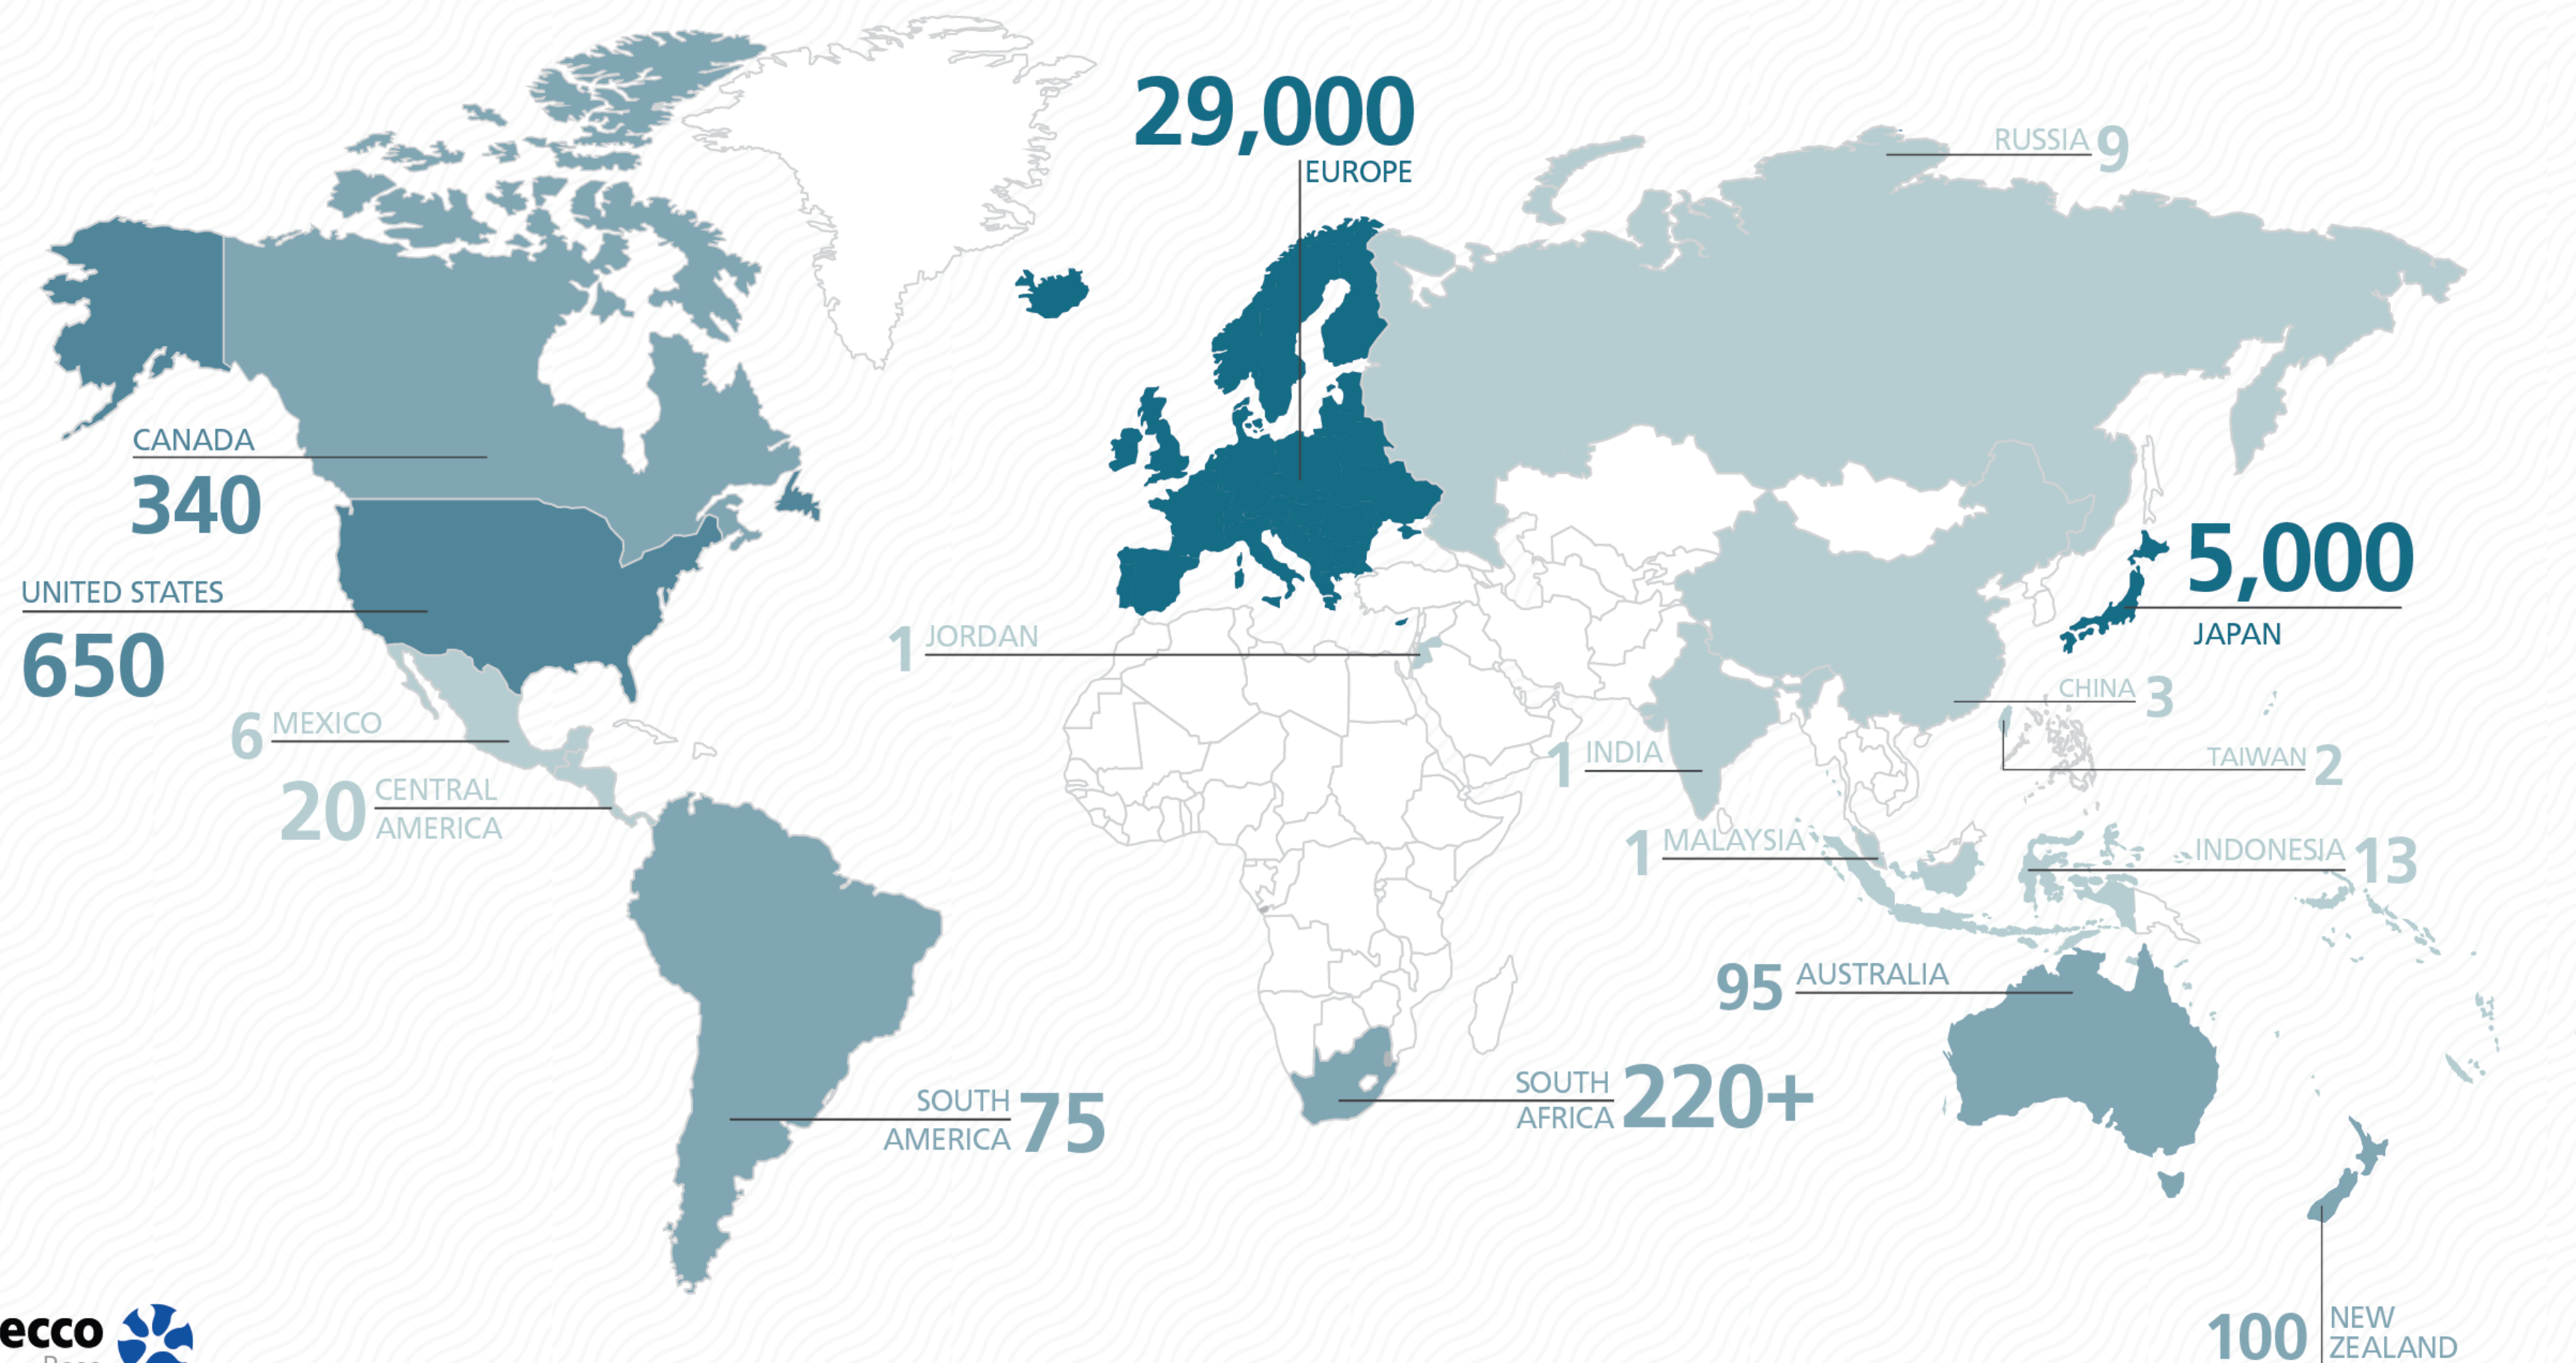 29,000
EUROPE
RUSSIA 9
CANADA
340
UNITED STATES
650
5,000
JAPAN
1 JORDAN
CHINA 3
6 MEXICO
1 INDIA
TAIWAN 2
20 CENTRAL
AMERICA
1 MALAYSIA
INDONESIA 13
95 AUSTRALIA
SOUTH
AFRICA 220+
SOUTH
AMERICA 75
100 NEW
ZEALAND
ecco